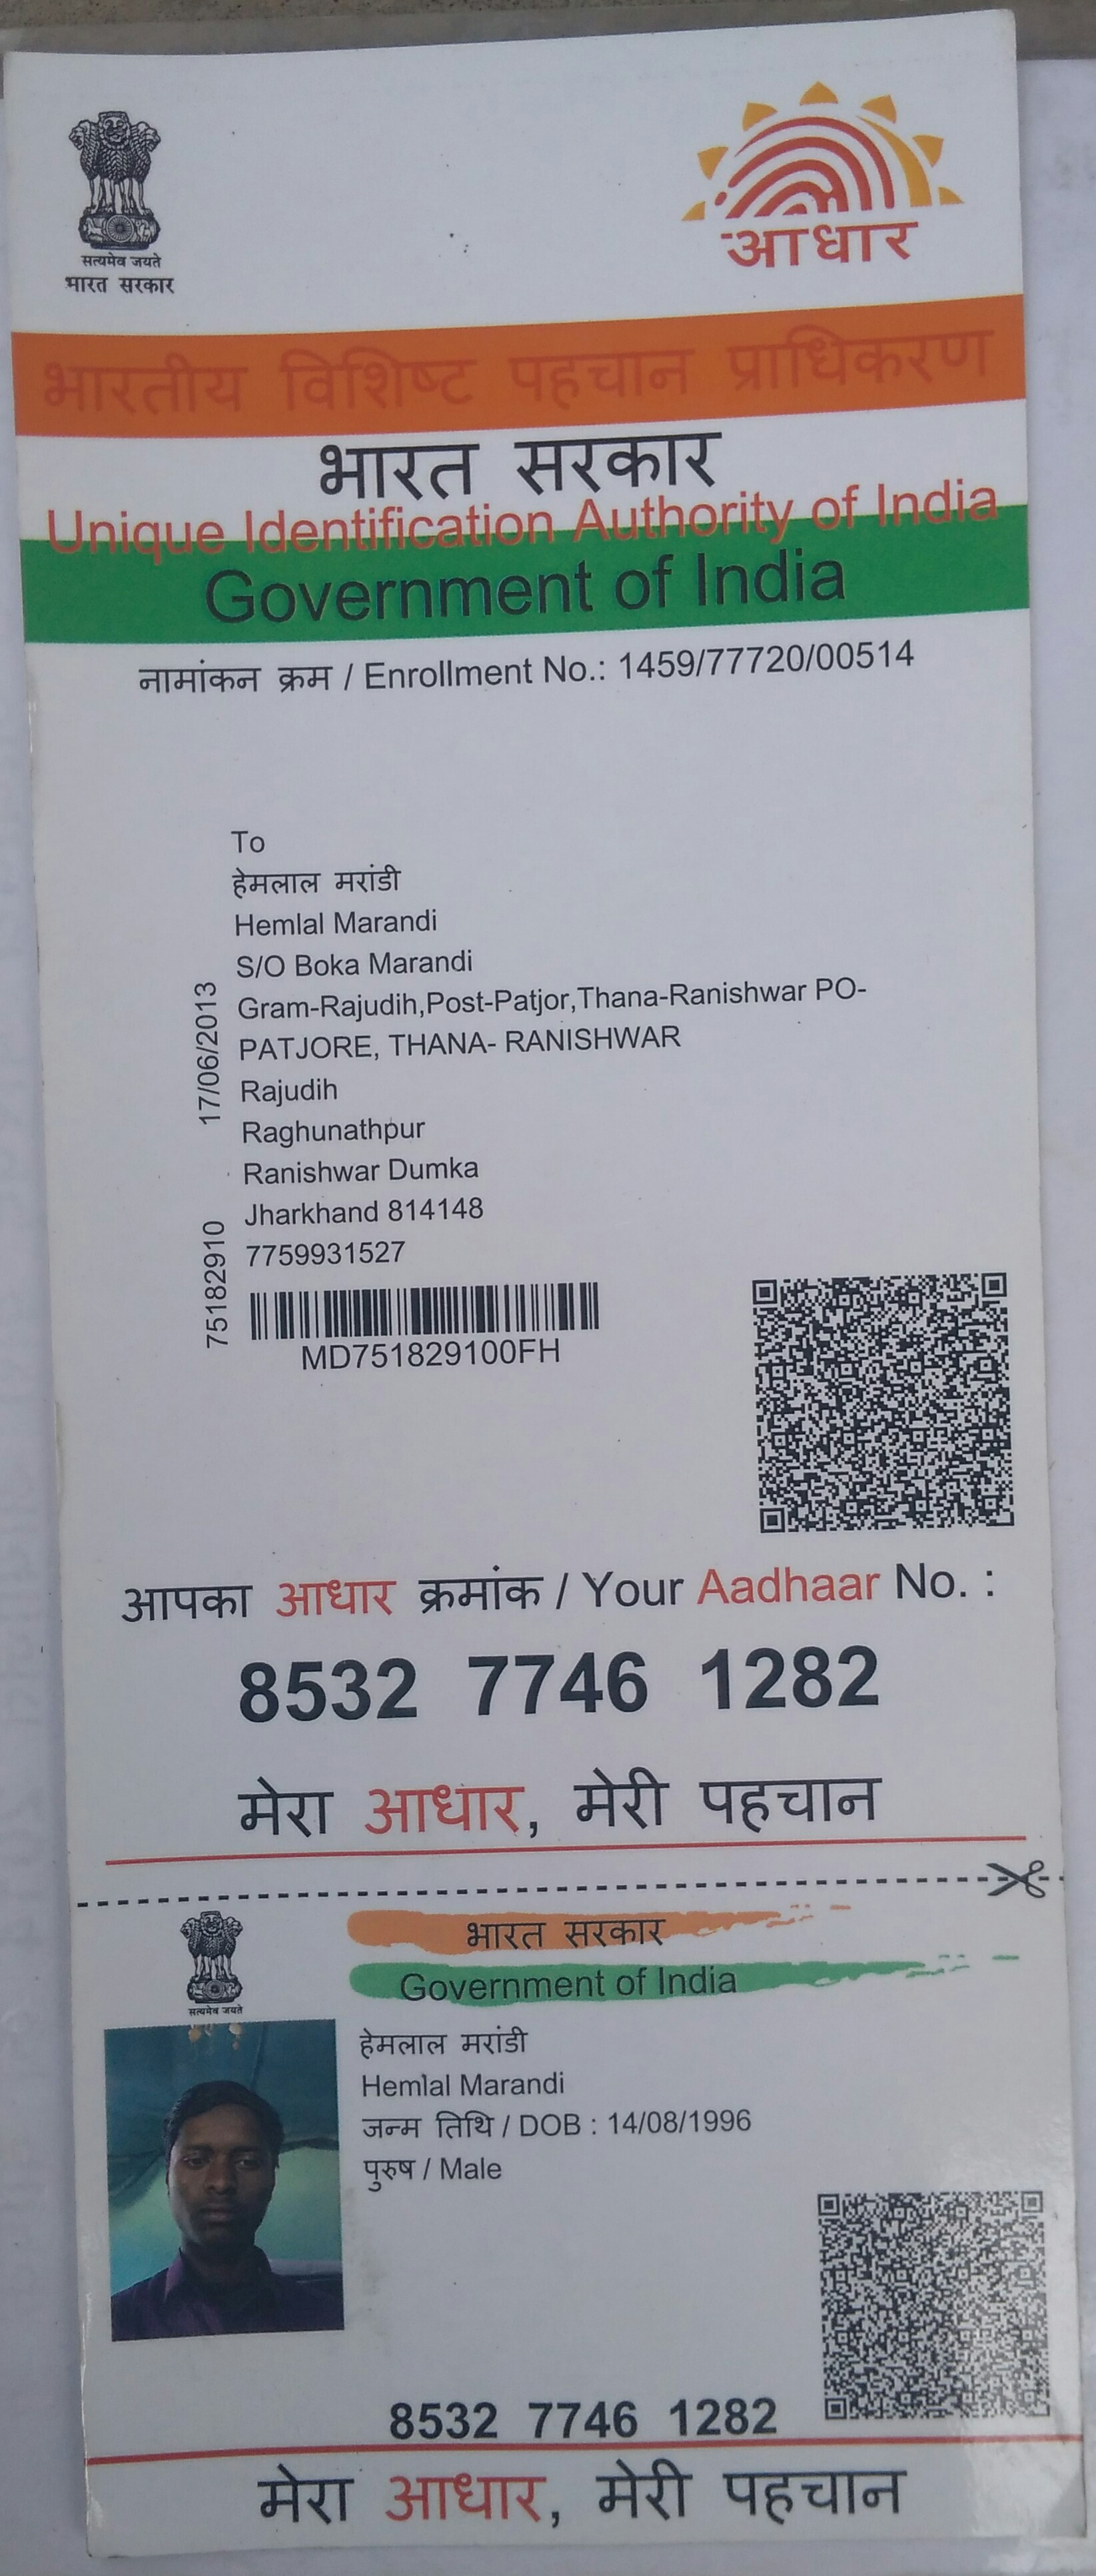 सत्यमेव जयते
भारत सरकार
आधार
भारतीय विशिष्ट पहचान प्राधिकरण
भारत सरकार
Unique Identification Authority of India
Government of India
नामांकन क्रम / Enrollment No.: 1459/77720/00514
To
हेमलाल मरांडी
Hemlal Marandi
S/O Boka Marandi
Gram-Rajudih,Post-Patjor,Thana-Ranishwar PO-
PATJORE, THANA- RANISHWAR
Rajudih
Raghunathpur
Ranishwar Dumka
Jharkhand 814148
7759931527
17/06/2013
75182910
MD751829100FH
आपका आधार क्रमांक / Your Aadhaar No. :
8532 7746 1282
मेरा आधार, मेरी पहचान
सत्यमेव जयते
भारत सरकार
Government of India
हेमलाल मरांडी
Hemlal Marandi
जन्म तिथि / DOB : 14/08/1996
पुरुष / Male
8532 7746 1282
मेरा आधार, मेरी पहचान